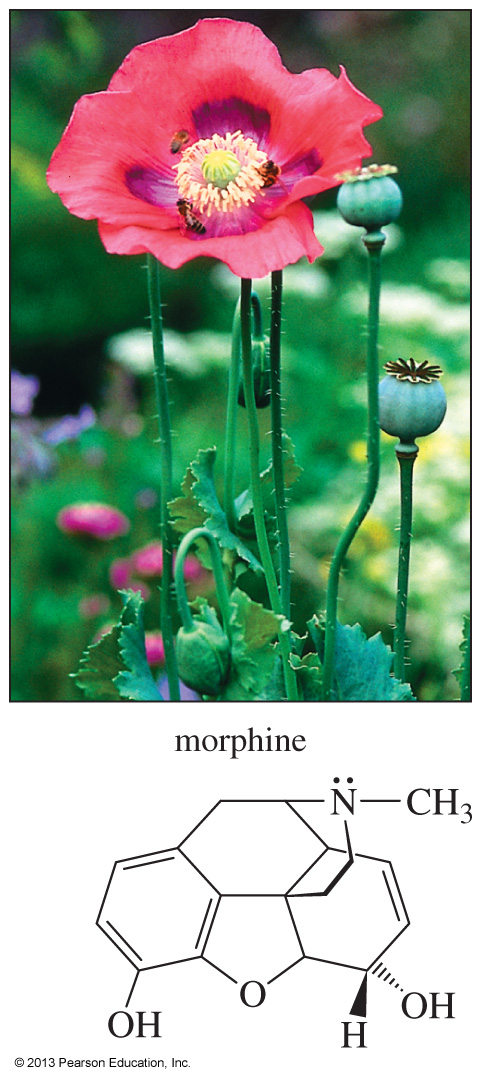 morphine
N̈
CH₃
O
OH
OH
H
© 2013 Pearson Education, Inc.